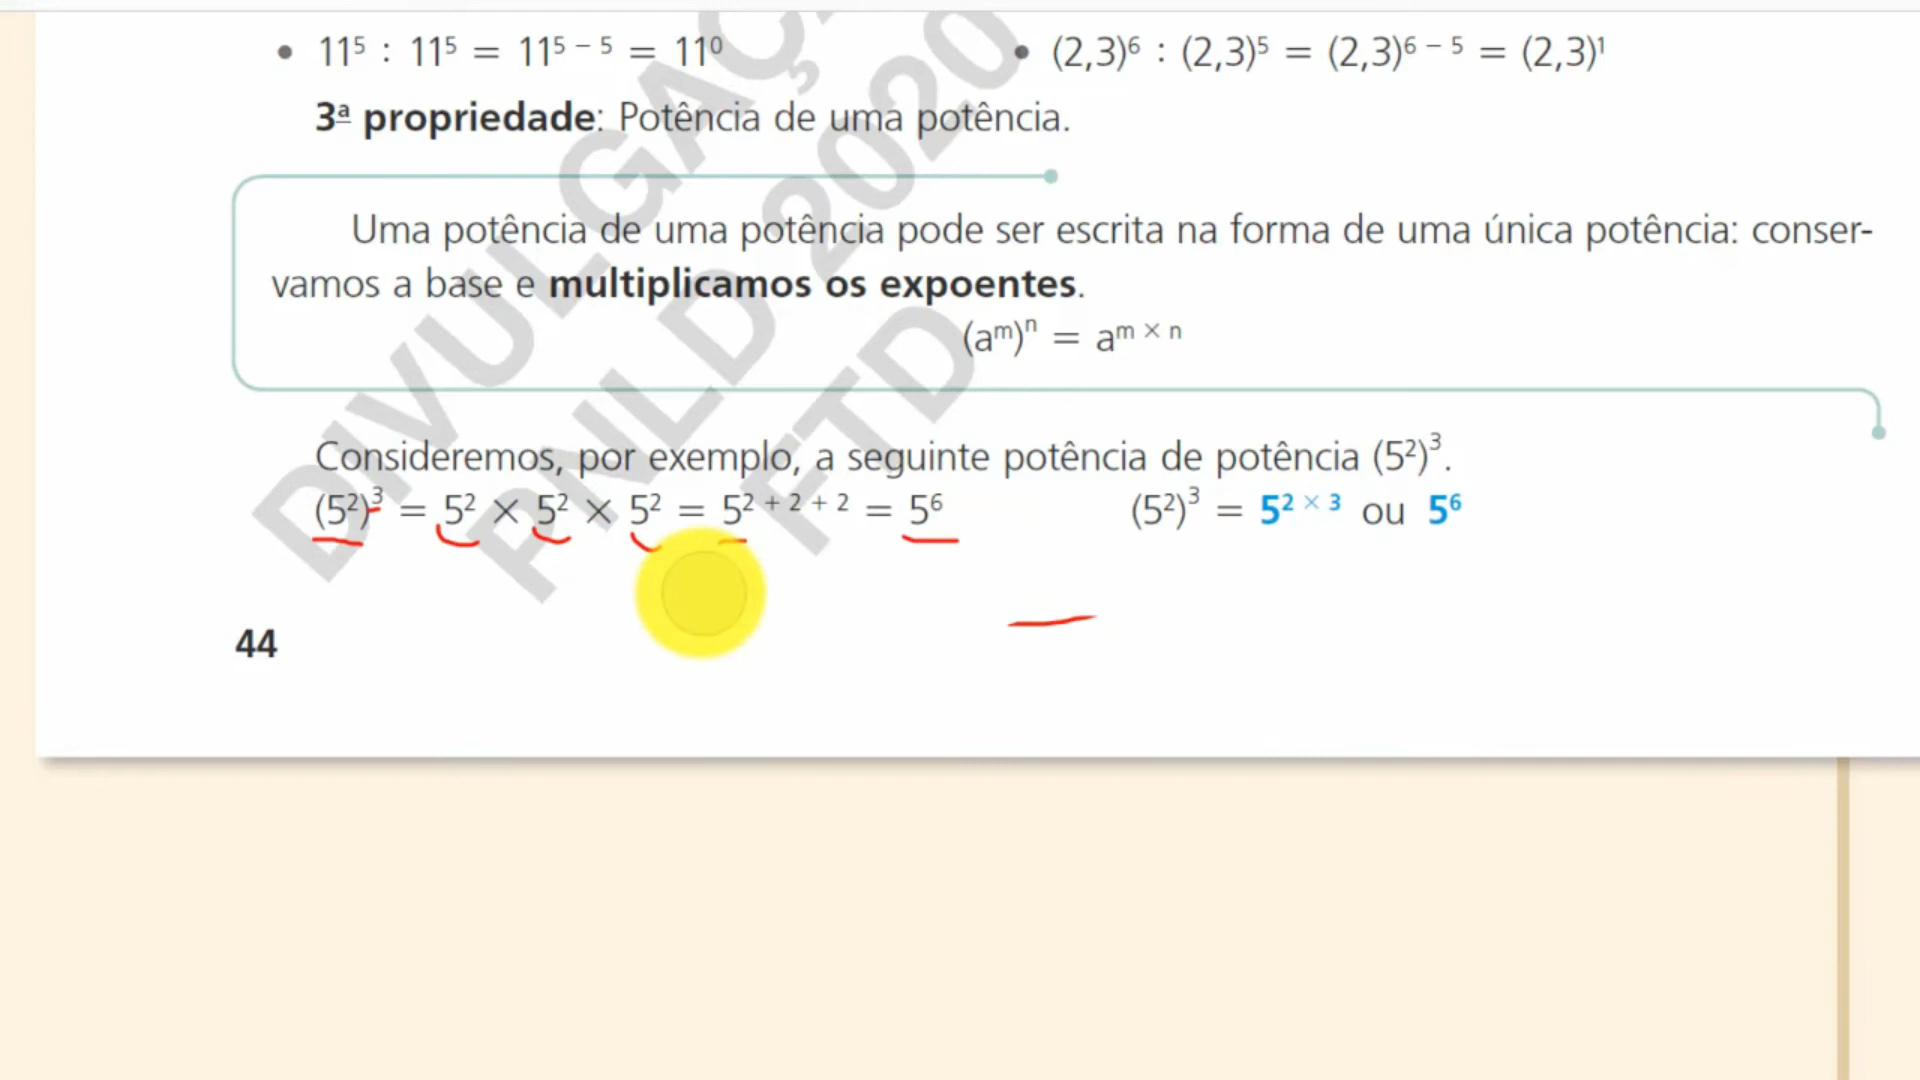 • 11⁵ : 11⁵ = 11⁵ ⁻ ⁵ = 11⁰ • (2,3)⁶ : (2,3)⁵ = (2,3)⁶ ⁻ ⁵ = (2,3)¹
3ª propriedade: Potência de uma potência.
Uma potência de uma potência pode ser escrita na forma de uma única potência: conser-
vamos a base e multiplicamos os expoentes.
(aᵐ)ⁿ = aᵐ ˣ ⁿ
Consideremos, por exemplo, a seguinte potência de potência (5²)³.
(5²)³ = 5² × 5² × 5² = 5² ⁺ ² ⁺ ² = 5⁶ (5²)³ = 5² ˣ ³ ou 5⁶
44
DIVULGAÇ
PNLD 2020
FTD